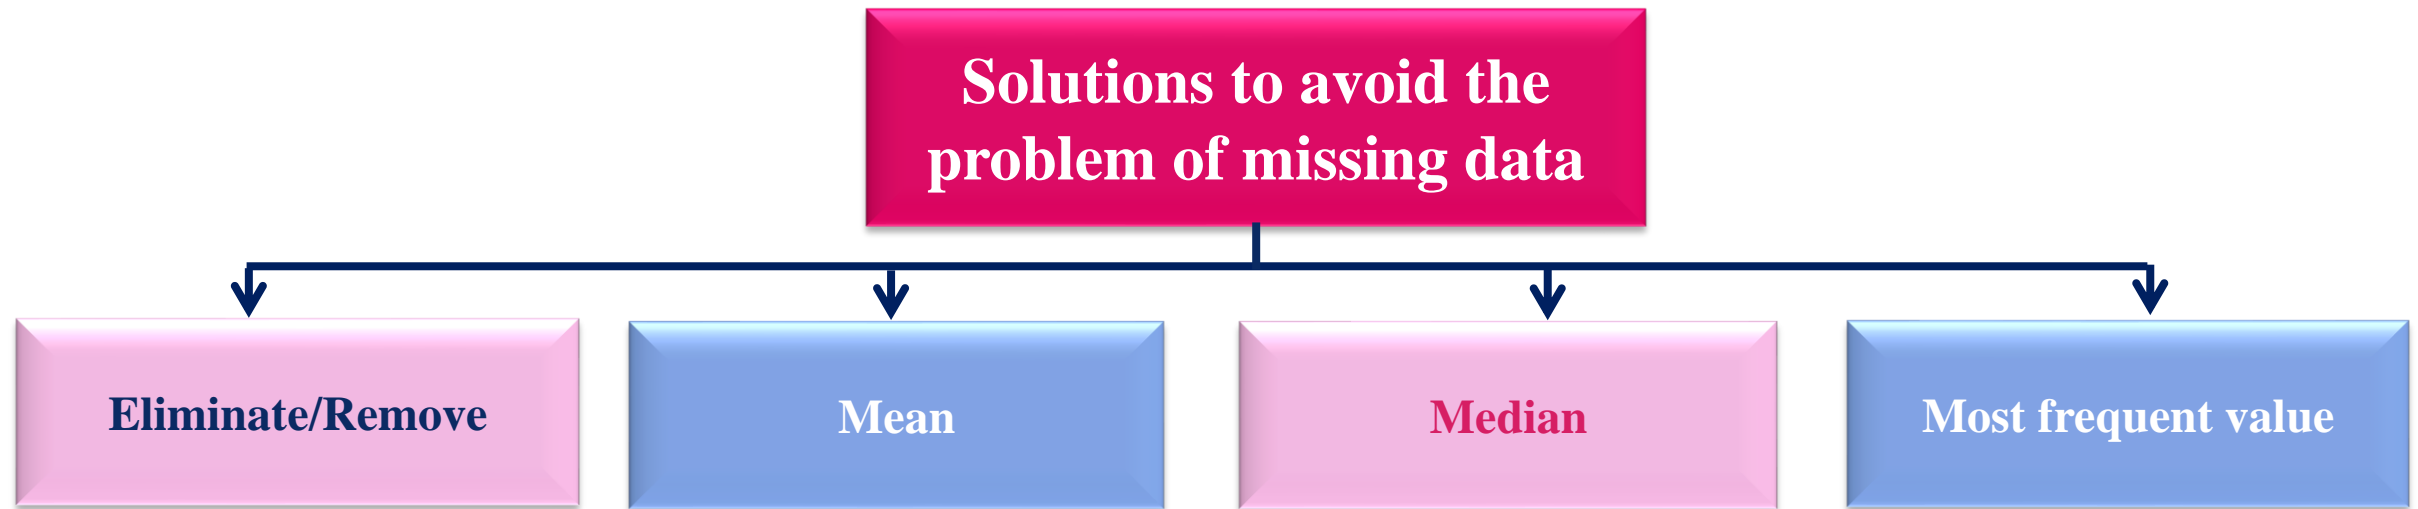 Solutions to avoid the
problem of missing data
Eliminate/Remove
Mean
Median
Most frequent value